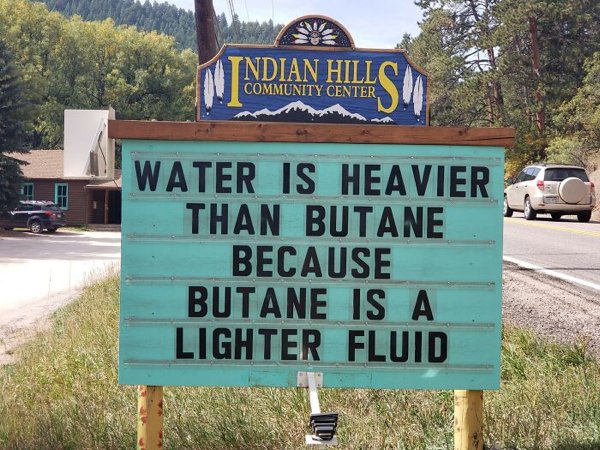 INDIAN HILLS
COMMUNITY CENTER
WATER IS HEAVIER
THAN BUTANE
BECAUSE
BUTANE IS A
LIGHTER FLUID